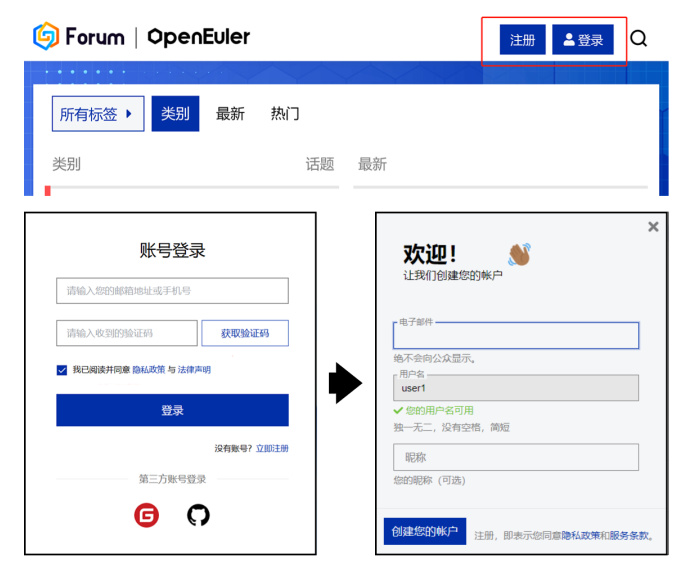 Forum | OpenEuler
注册 登录
所有标签 类别 最新 热门
类别 话题 最新
账号登录
请输入您的邮箱地址或手机号
请输入收到的验证码 获取验证码
我已阅读并同意 隐私政策 与 法律声明
登录
没有账号? 立即注册
第三方账号登录
G
欢迎!
让我们创建您的帐户
电子邮件
绝不会向公众显示。
用户名
user1
您的用户名可用
独一无二，没有空格，简短
昵称
您的昵称（可选）
创建您的帐户 注册，即表示您同意隐私政策和服务条款。